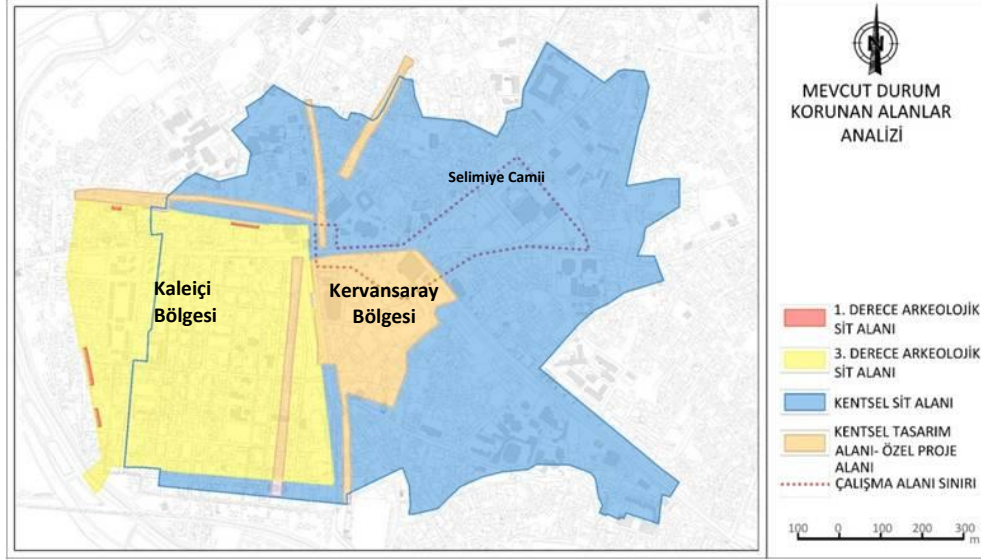 Selimiye Camii
Kaleiçi
Bölgesi
Kervansaray
Bölgesi
N
MEVCUT DURUM
KORUNAN ALANLAR
ANALİZİ
1. DERECE ARKEOLOJİK
SİT ALANI
3. DERECE ARKEOLOJİK
SİT ALANI
KENTSEL SİT ALANI
KENTSEL TASARIM
ALANI- ÖZEL PROJE
ALANI
ÇALIŞMA ALANI SINIRI
100 0 100 200 300
m